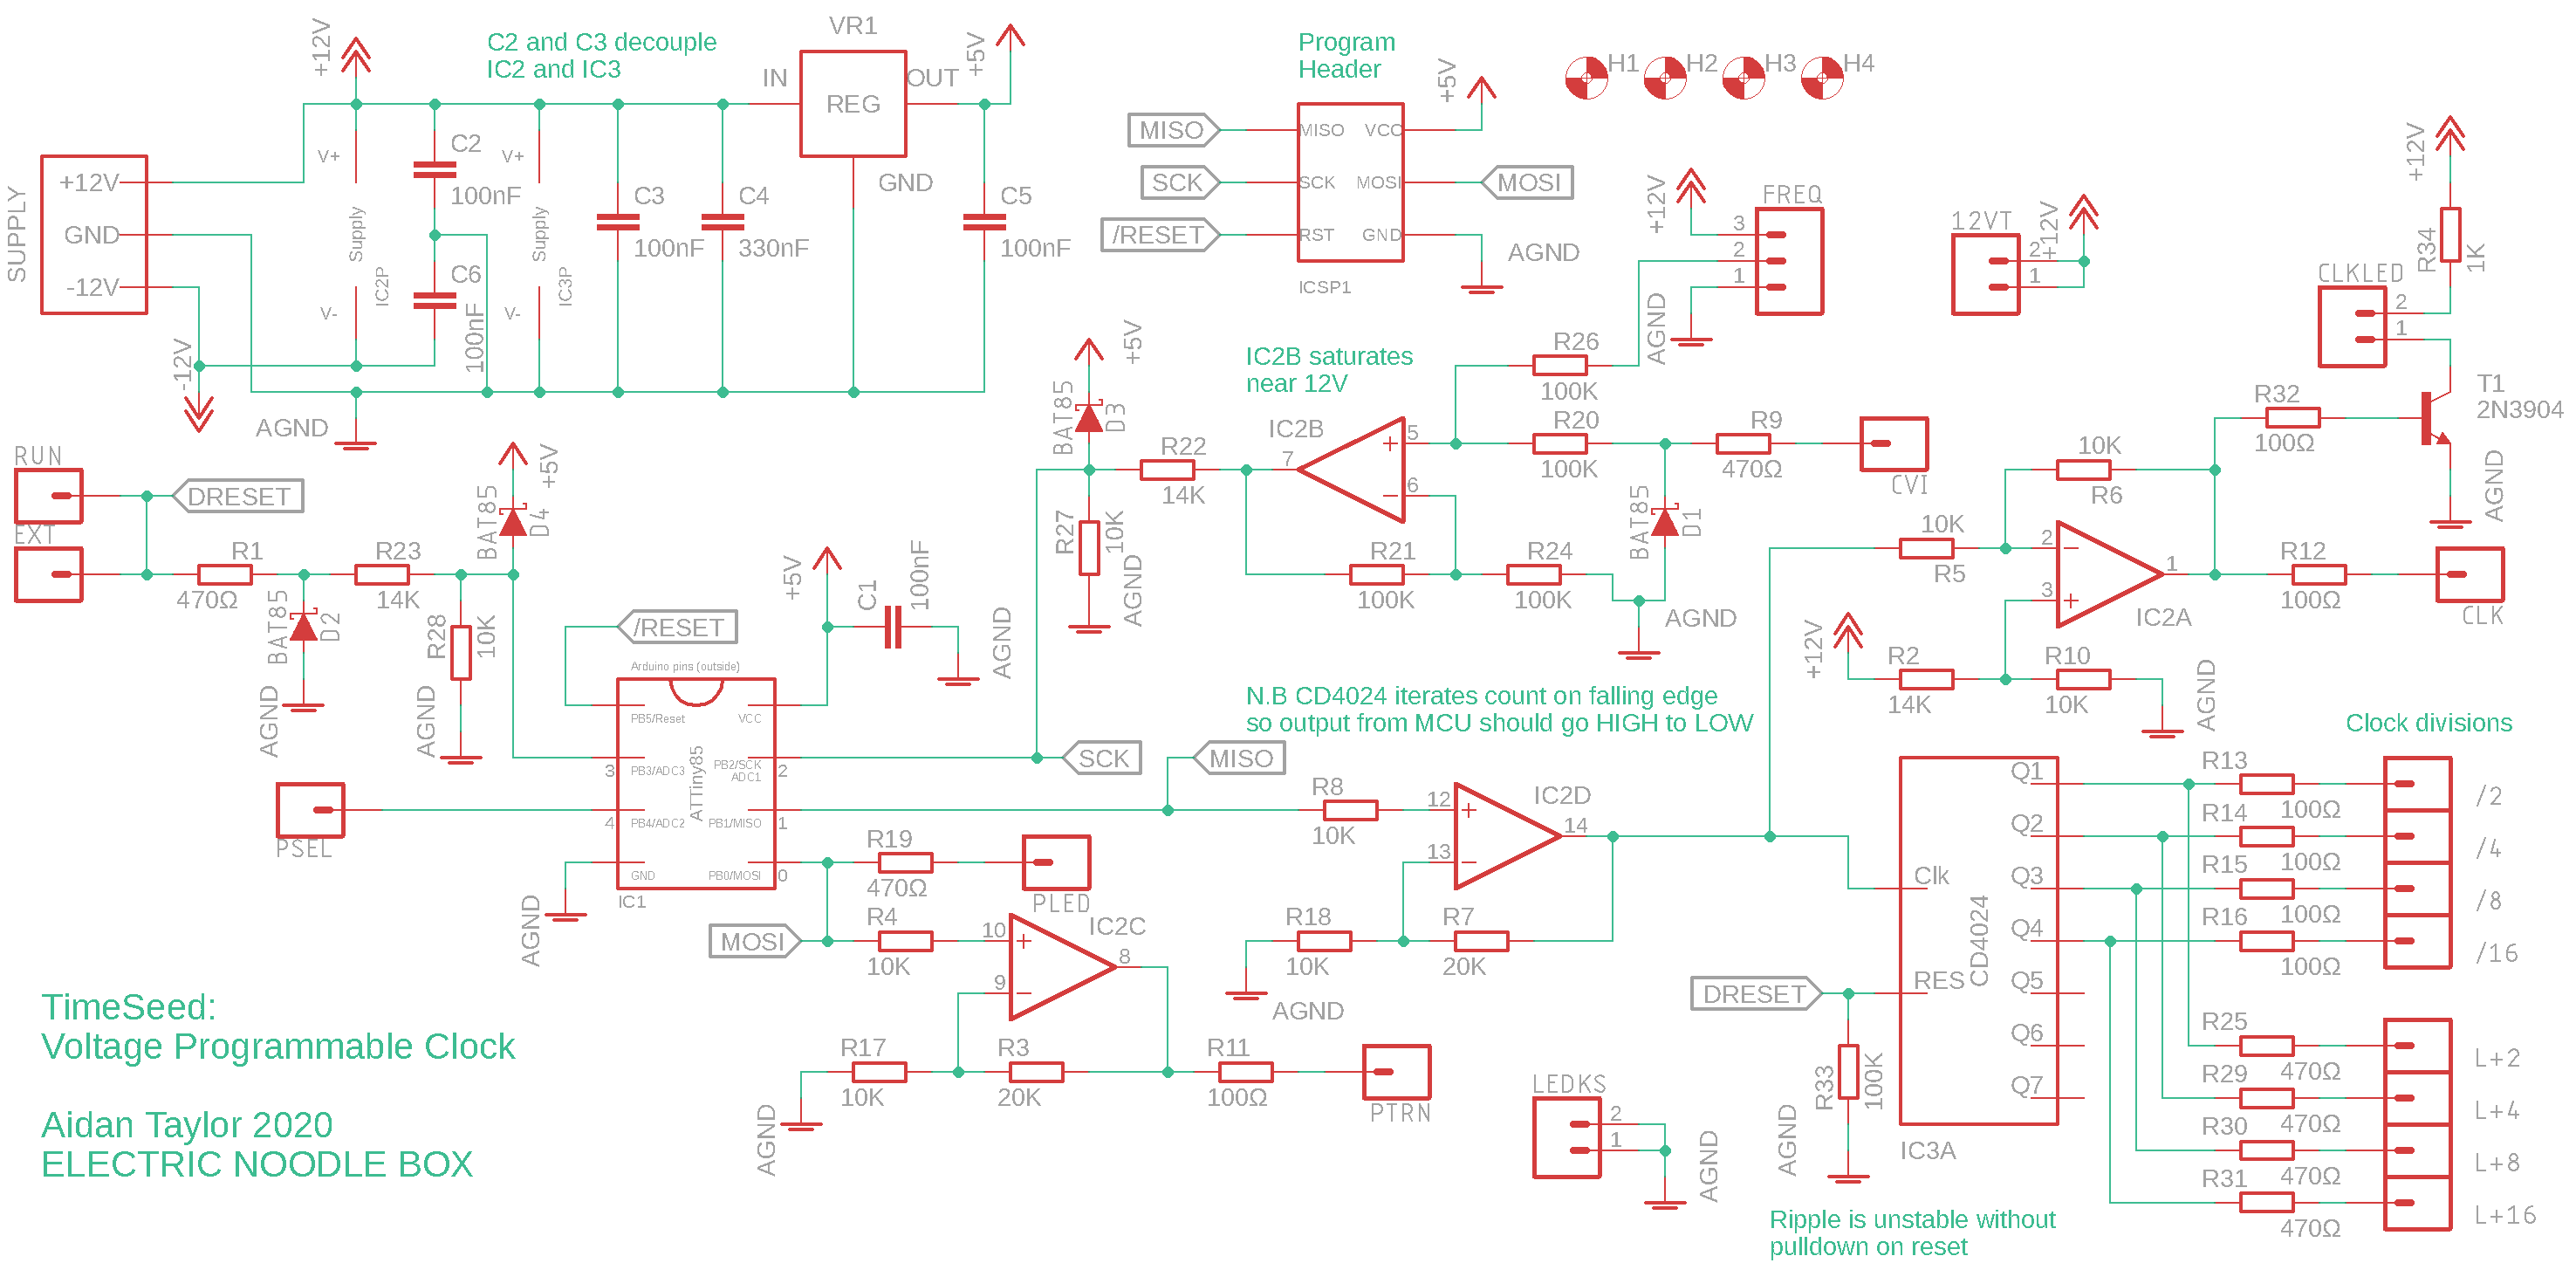 +12V
C2 and C3 decouple
IC2 and IC3
VR1
IN
REG
OUT
GND
+5V
SUPPLY
+12V
GND
-12V
V+
Supply
V-
IC2P
C2
100nF
C6
100nF
V+
Supply
V-
IC3P
C3
100nF
C4
330nF
C5
100nF
-12V
AGND
Program
Header
+5V
MISO
SCK
/RESET
MISO
SCK
RST
VCC
MOSI
GND
MOSI
AGND
ICSP1
H1
H2
H3
H4
+12V
FREQ
3
2
1
AGND
12VT
2
1
+12V
+12V
R34
1K
CLKLED
2
1
T1
2N3904
AGND
R32
100Ω
RUN
EXT
DRESET
R1
470Ω
BAT85
D2
AGND
R23
14K
R28
10K
AGND
BAT85
D4
+5V
IC2B saturates
near 12V
+5V
BAT85
D3
R22
14K
R27
10K
AGND
IC2B
5
6
7
R26
100K
R20
100K
R9
470Ω
CVI
BAT85
D1
R21
100K
R24
100K
AGND
10K
R6
10K
R5
2
3
1
IC2A
R12
100Ω
CLK
+12V
R2
14K
R10
10K
AGND
+5V
C1
100nF
AGND
/RESET
Arduino pins (outside)
PB5/Reset
VCC
PB3/ADC3
PB2/SCK
ADC1
PB4/ADC2
PB1/MISO
GND
PB0/MOSI
ATTiny85
3
4
2
1
0
IC1
AGND
PSEL
SCK
MISO
N.B CD4024 iterates count on falling edge
so output from MCU should go HIGH to LOW
R8
10K
12
13
14
IC2D
R18
10K
R7
20K
AGND
R19
470Ω
PLED
MOSI
R4
10K
10
9
8
IC2C
R17
10K
R3
20K
R11
100Ω
PTRN
AGND
LEDKS
2
1
AGND
DRESET
R33
100K
AGND
Clk
RES
CD4024
Q1
Q2
Q3
Q4
Q5
Q6
Q7
IC3A
Clock divisions
R13
100Ω
/2
R14
100Ω
/4
R15
100Ω
/8
R16
100Ω
/16
R25
470Ω
L+2
R29
470Ω
L+4
R30
470Ω
L+8
R31
470Ω
L+16
Ripple is unstable without
pulldown on reset
TimeSeed:
Voltage Programmable Clock
Aidan Taylor 2020
ELECTRIC NOODLE BOX